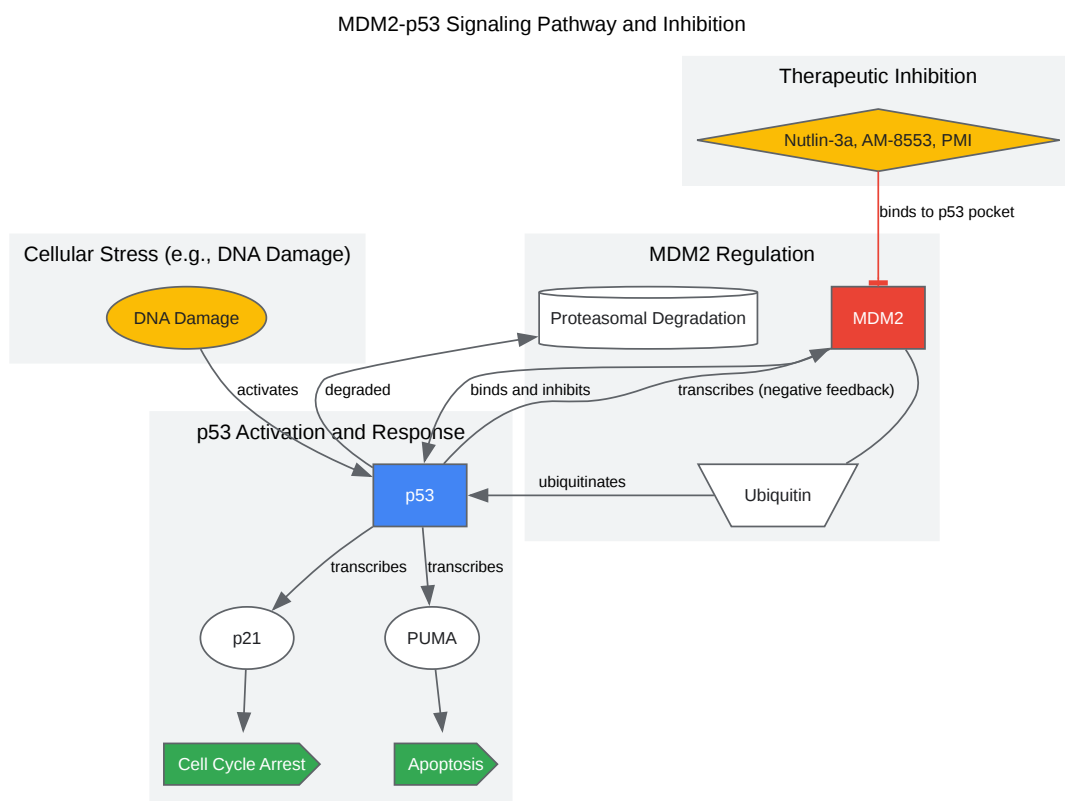 MDM2-p53 Signaling Pathway and Inhibition
Therapeutic Inhibition
Nutlin-3a, AM-8553, PMI
binds to p53 pocket
Cellular Stress (e.g., DNA Damage)
MDM2 Regulation
DNA Damage
Proteasomal Degradation
MDM2
activates
degraded
binds and inhibits
transcribes (negative feedback)
p53 Activation and Response
p53
ubiquitinates
Ubiquitin
transcribes
transcribes
p21
PUMA
Cell Cycle Arrest
Apoptosis